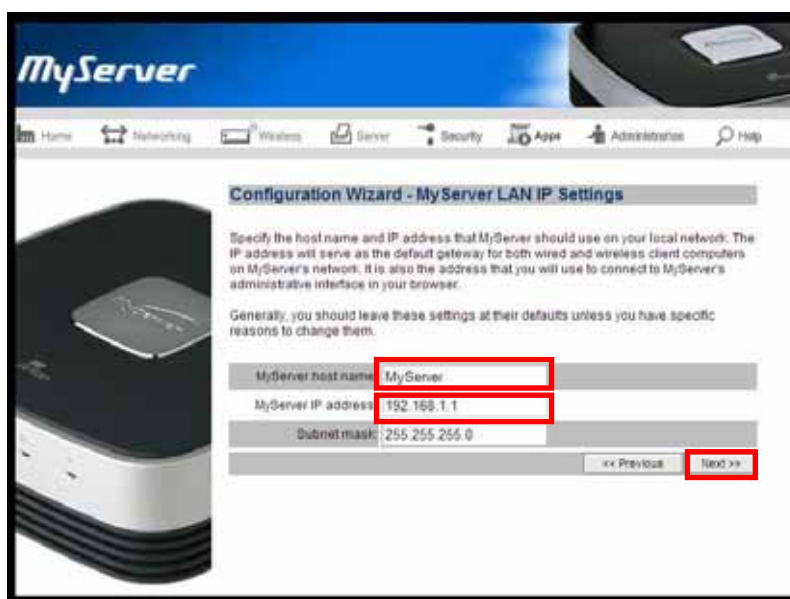 MyServer
Home Networking Wireless Server Security Apps Administration Help
Configuration Wizard - MyServer LAN IP Settings
Specify the host name and IP address that MyServer should use on your local network. The
IP address will serve as the default geteway for both wired and wireless client computers
on MyServer's network. It is also the address that you will use to connect to MyServer's
administrative interface in your browser.
Generally, you should leave these settings at their defaults unless you have specific
reasons to change them.
MyServer host name: MyServer
MyServer IP address: 192.168.1.1
Subnet mask: 255.255.255.0
<< Previous Next >>